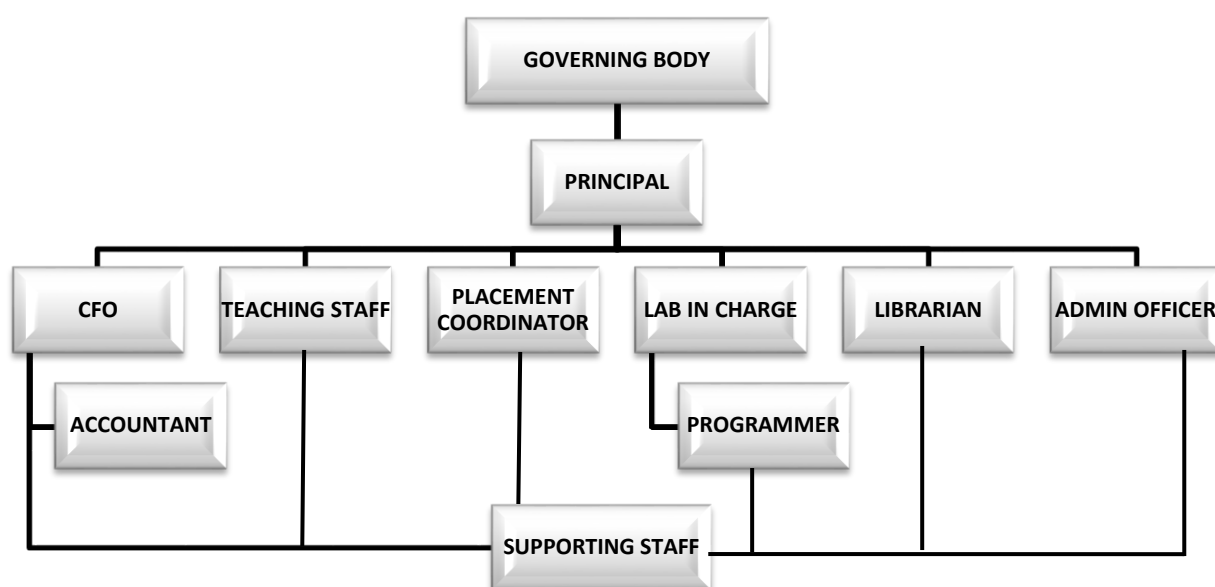 GOVERNING BODY
PRINCIPAL
CFO
TEACHING STAFF
PLACEMENT
COORDINATOR
LAB IN CHARGE
LIBRARIAN
ADMIN OFFICER
ACCOUNTANT
PROGRAMMER
SUPPORTING STAFF